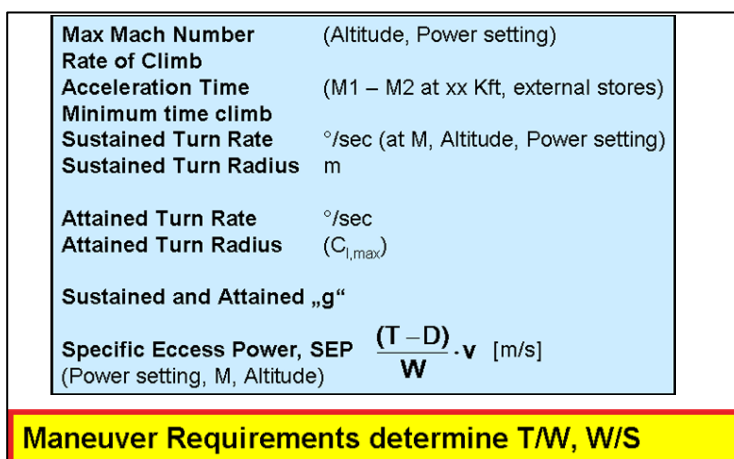 Max Mach Number (Altitude, Power setting)
Rate of Climb
Acceleration Time (M1 – M2 at xx Kft, external stores)
Minimum time climb
Sustained Turn Rate °/sec (at M, Altitude, Power setting)
Sustained Turn Radius m
Attained Turn Rate °/sec
Attained Turn Radius (C_l,max)
Sustained and Attained „g“
Specific Eccess Power, SEP (T – D)/W · v [m/s]
(Power setting, M, Altitude)
Maneuver Requirements determine T/W, W/S